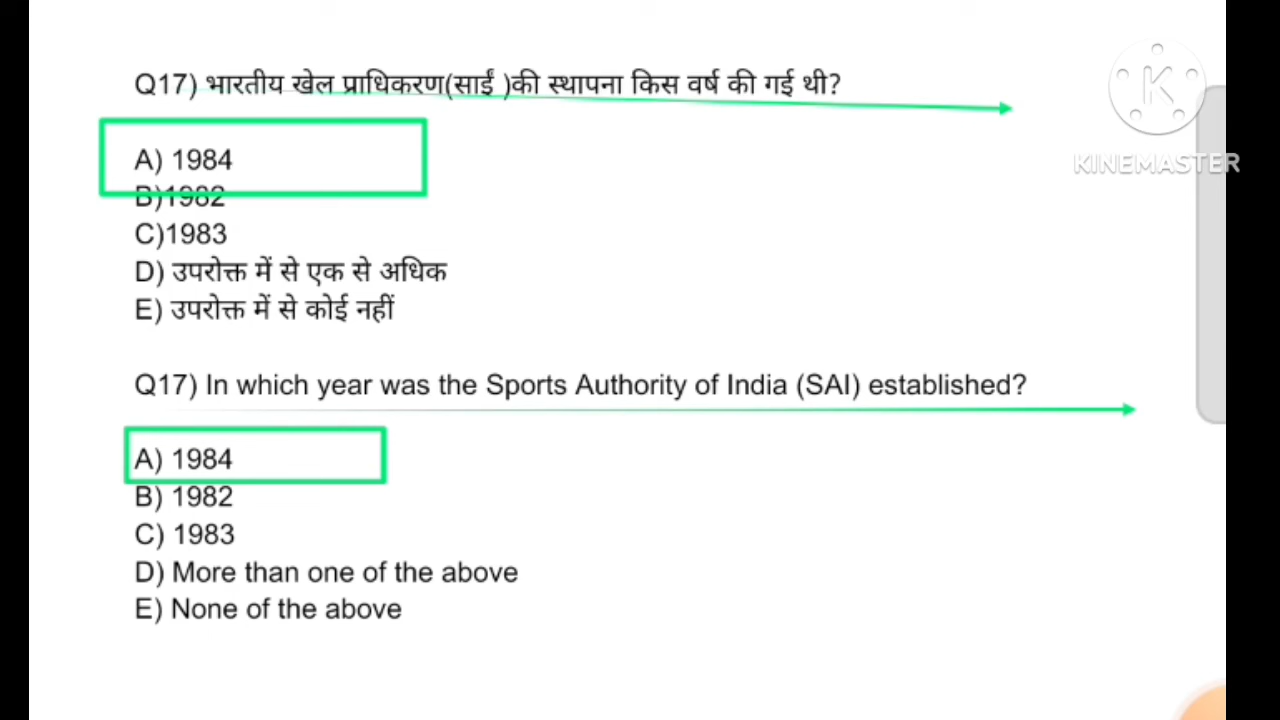 Q17) भारतीय खेल प्राधिकरण(साईं )की स्थापना किस वर्ष की गई थी?
A) 1984
B)1982
C)1983
D) उपरोक्त में से एक से अधिक
E) उपरोक्त में से कोई नहीं
Q17) In which year was the Sports Authority of India (SAI) established?
A) 1984
B) 1982
C) 1983
D) More than one of the above
E) None of the above
K
KINEMASTER